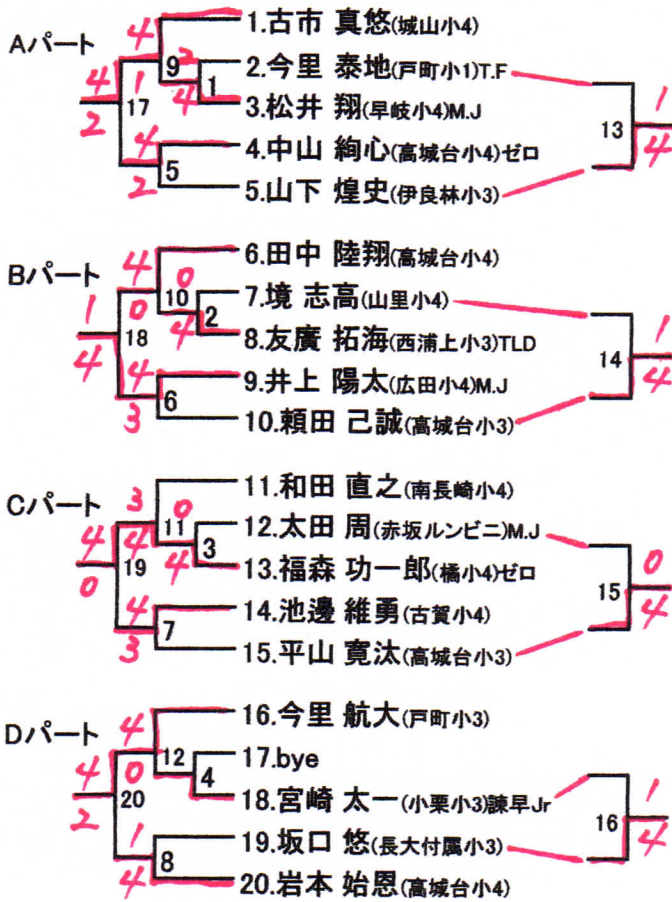 Aパート
4
1.古市 真悠(城山小4)
9
2
2.今里 泰地(戸町小1)T.F
4
1
1
17
4
3.松井 翔(早岐小4)M.J
13
1
2
4
4
4.中山 絢心(高城台小4)ゼロ
5
2
5.山下 煌史(伊良林小3)
Bパート
4
6.田中 陸翔(高城台小4)
0
10
7.境 志高(山里小4)
1
0
2
18
4
8.友廣 拓海(西浦上小3)TLD
14
1
4
4
4
9.井上 陽太(広田小4)M.J
6
3
10.頼田 己誠(高城台小3)
Cパート
3
11.和田 直之(南長崎小4)
0
11
12.太田 周(赤坂ルンビニ)M.J
4
4
3
19
4
13.福森 功一郎(橘小4)ゼロ
15
0
0
4
4
14.池邊 維勇(古賀小4)
7
3
15.平山 寛汰(高城台小3)
Dパート
4
16.今里 航大(戸町小3)
12
17.bye
4
0
4
20
18.宮崎 太一(小栗小3)諫早Jr
16
1
2
1
4
19.坂口 悠(長大付属小3)
8
4
20.岩本 始恩(高城台小4)